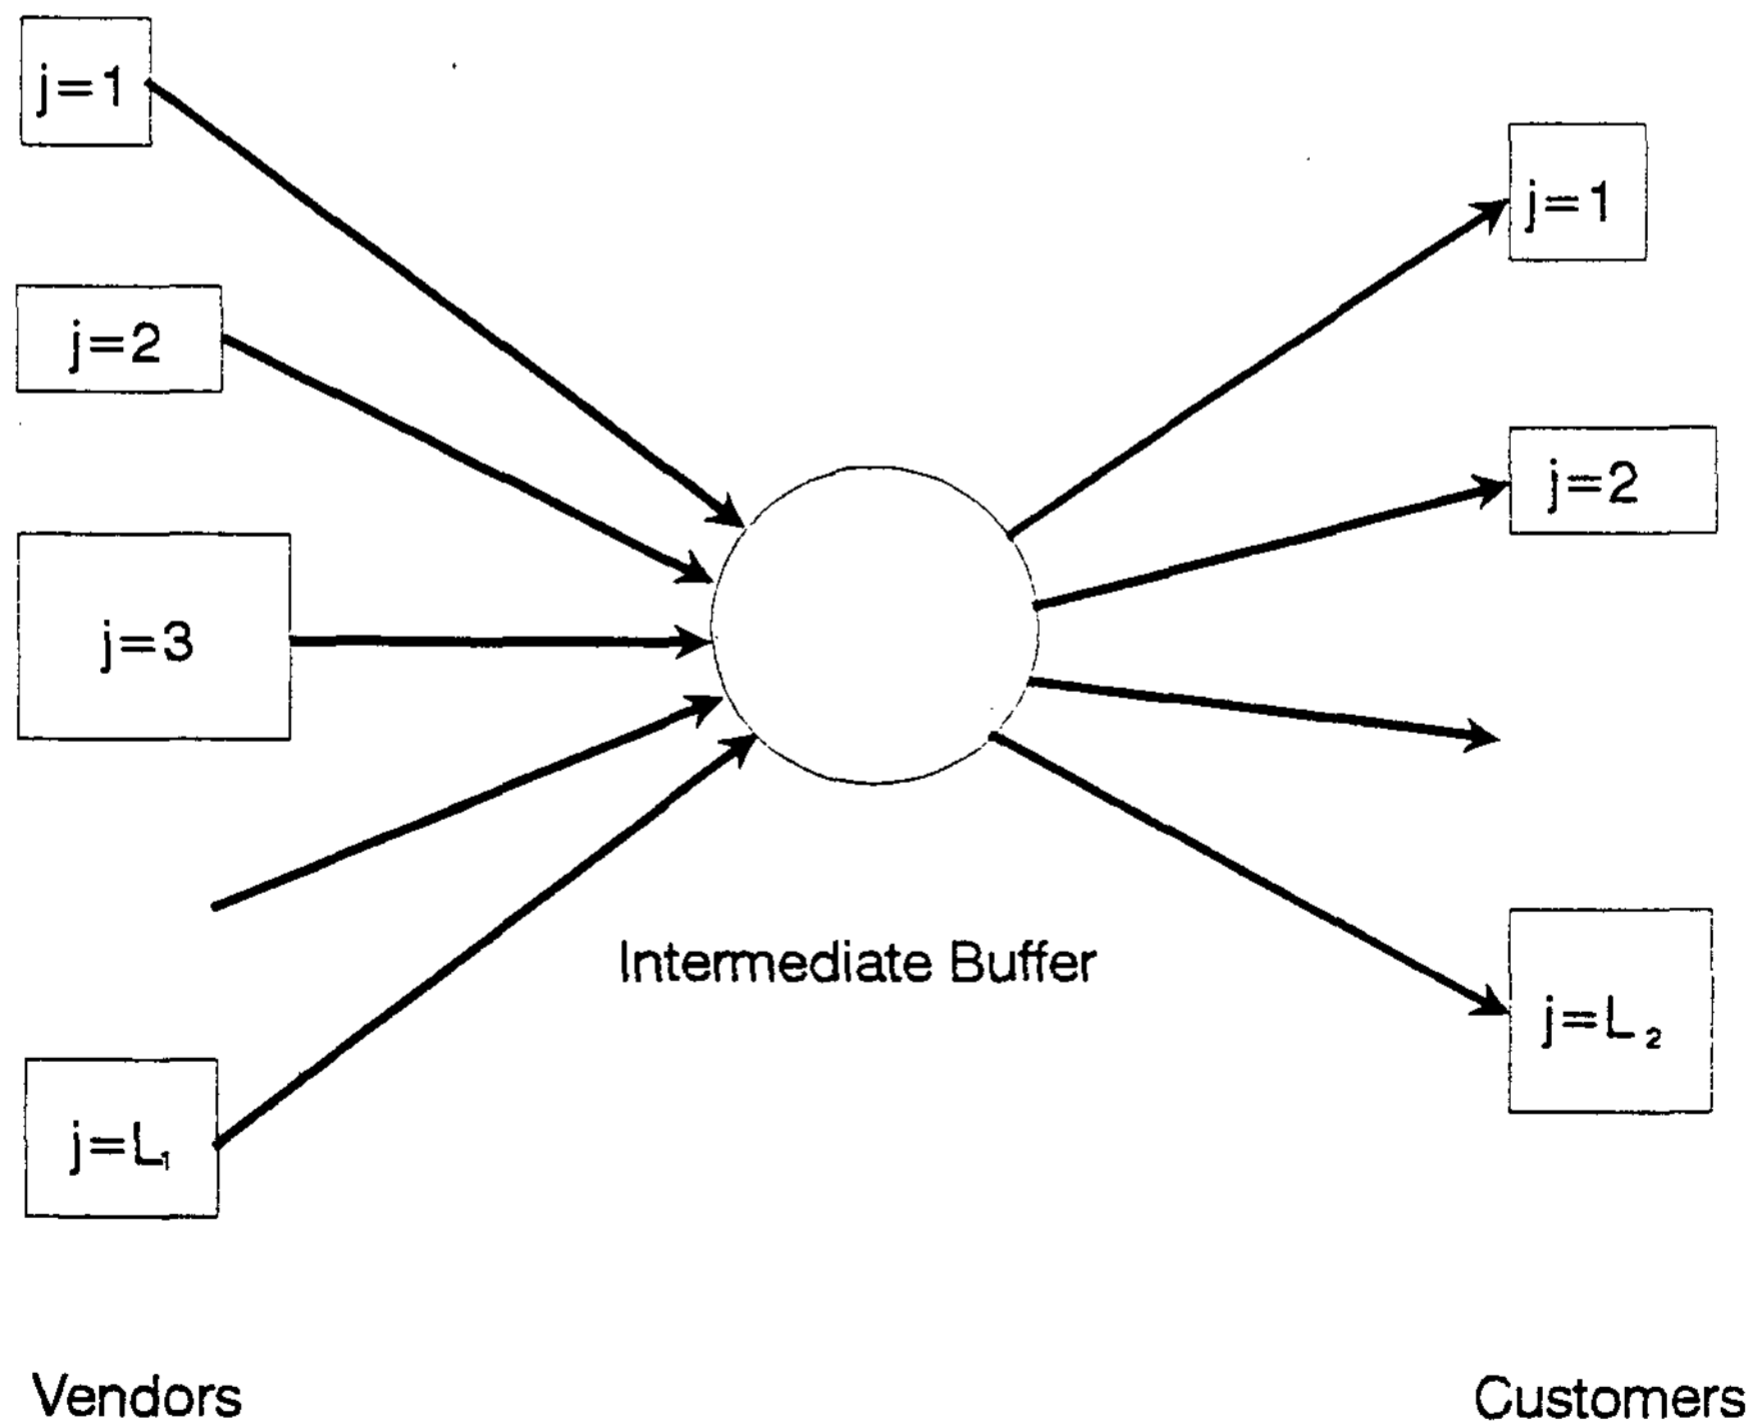 j=1
j=2
j=3
j=L₁
Intermediate Buffer
j=1
j=2
j=L₂
Vendors
Customers